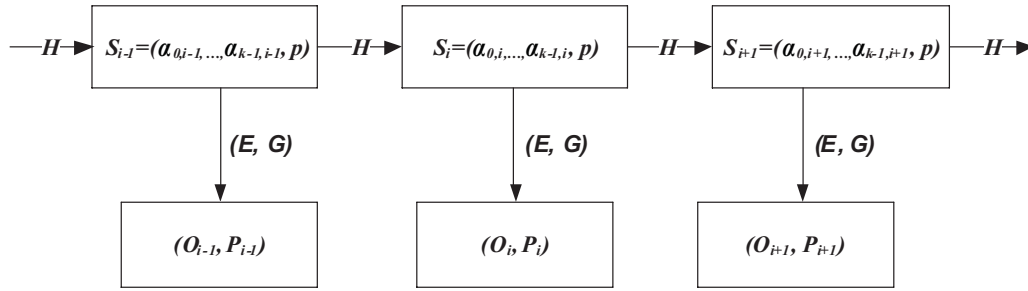 H S_{i-1}=(α_{0,i-1},...,α_{k-1,i-1}, p) H S_i=(α_{0,i},...,α_{k-1,i}, p) H S_{i+1}=(α_{0,i+1},...,α_{k-1,i+1}, p) H
(E, G) (E, G) (E, G)
(O_{i-1}, P_{i-1}) (O_i, P_i) (O_{i+1}, P_{i+1})